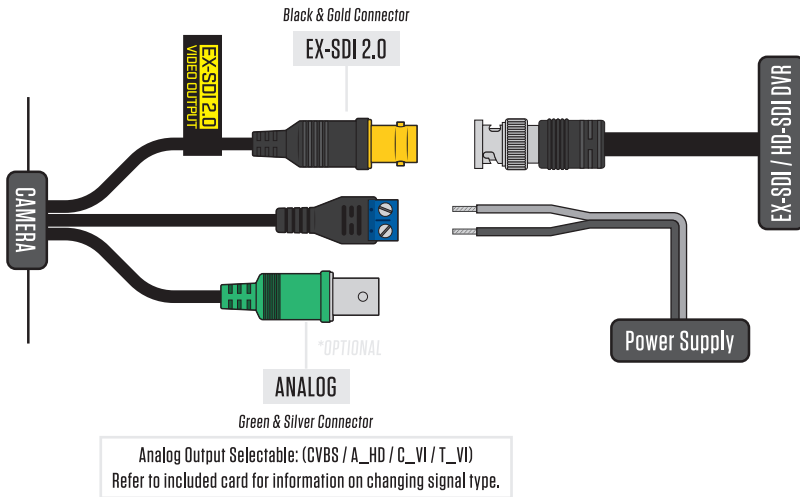 Black & Gold Connector
EX-SDI 2.0
EX-SDI 2.0
VIDEO OUTPUT
EX-SDI / HD-SDI DVR
CAMERA
Power Supply
*OPTIONAL
ANALOG
Green & Silver Connector
Analog Output Selectable: (CVBS / A_HD / C_VI / T_VI)
Refer to included card for information on changing signal type.